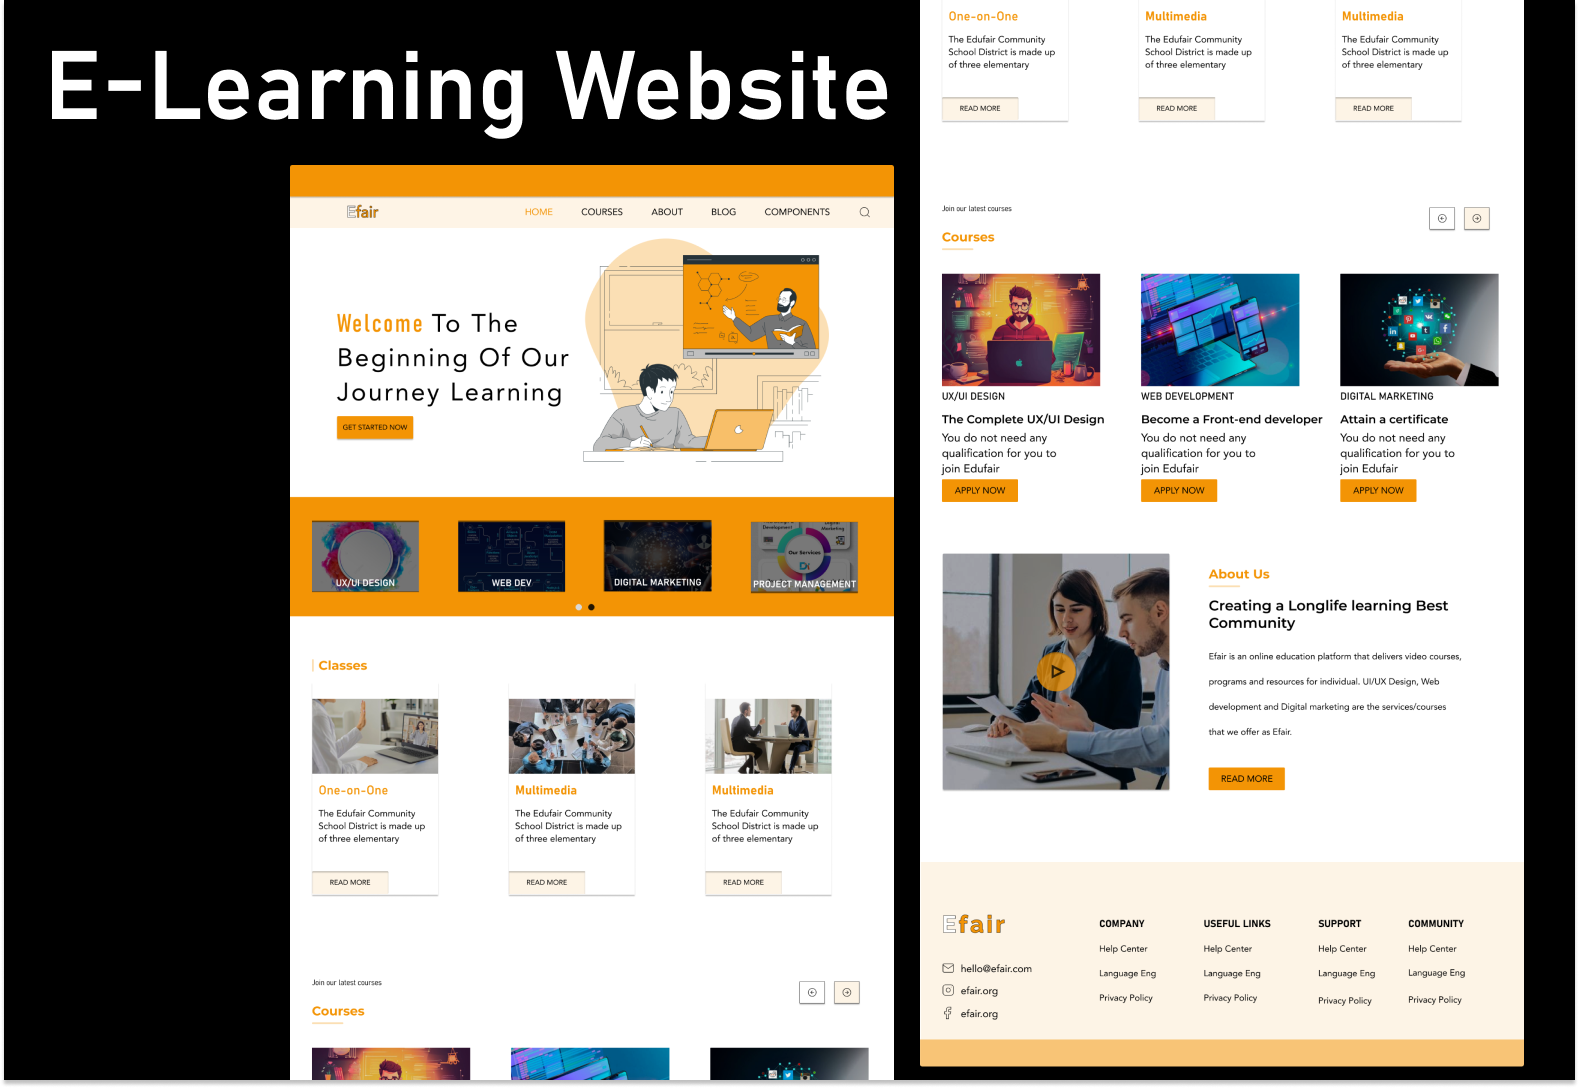 E-Learning Website
Efair
HOME COURSES ABOUT BLOG COMPONENTS
Welcome To The
Beginning Of Our
Journey Learning
GET STARTED NOW
UX/UI DESIGN
WEB DEV
DIGITAL MARKETING
Development
Digital
Marketing
Our Services
PROJECT MANAGEMENT
Classes
One-on-One
The Edufair Community
School District is made up
of three elementary
READ MORE
Multimedia
The Edufair Community
School District is made up
of three elementary
READ MORE
Multimedia
The Edufair Community
School District is made up
of three elementary
READ MORE
Join our latest courses
Courses
One-on-One
The Edufair Community
School District is made up
of three elementary
READ MORE
Multimedia
The Edufair Community
School District is made up
of three elementary
READ MORE
Multimedia
The Edufair Community
School District is made up
of three elementary
READ MORE
Join our latest courses
Courses
UX/UI DESIGN
The Complete UX/UI Design
You do not need any
qualification for you to
join Edufair
APPLY NOW
WEB DEVELOPMENT
Become a Front-end developer
You do not need any
qualification for you to
join Edufair
APPLY NOW
DIGITAL MARKETING
Attain a certificate
You do not need any
qualification for you to
join Edufair
APPLY NOW
About Us
Creating a Longlife learning Best
Community
Efair is an online education platform that delivers video courses,
programs and resources for individual. UI/UX Design, Web
development and Digital marketing are the services/courses
that we offer as Efair.
READ MORE
Efair
hello@efair.com
efair.org
efair.org
COMPANY
Help Center
Language Eng
Privacy Policy
USEFUL LINKS
Help Center
Language Eng
Privacy Policy
SUPPORT
Help Center
Language Eng
Privacy Policy
COMMUNITY
Help Center
Language Eng
Privacy Policy